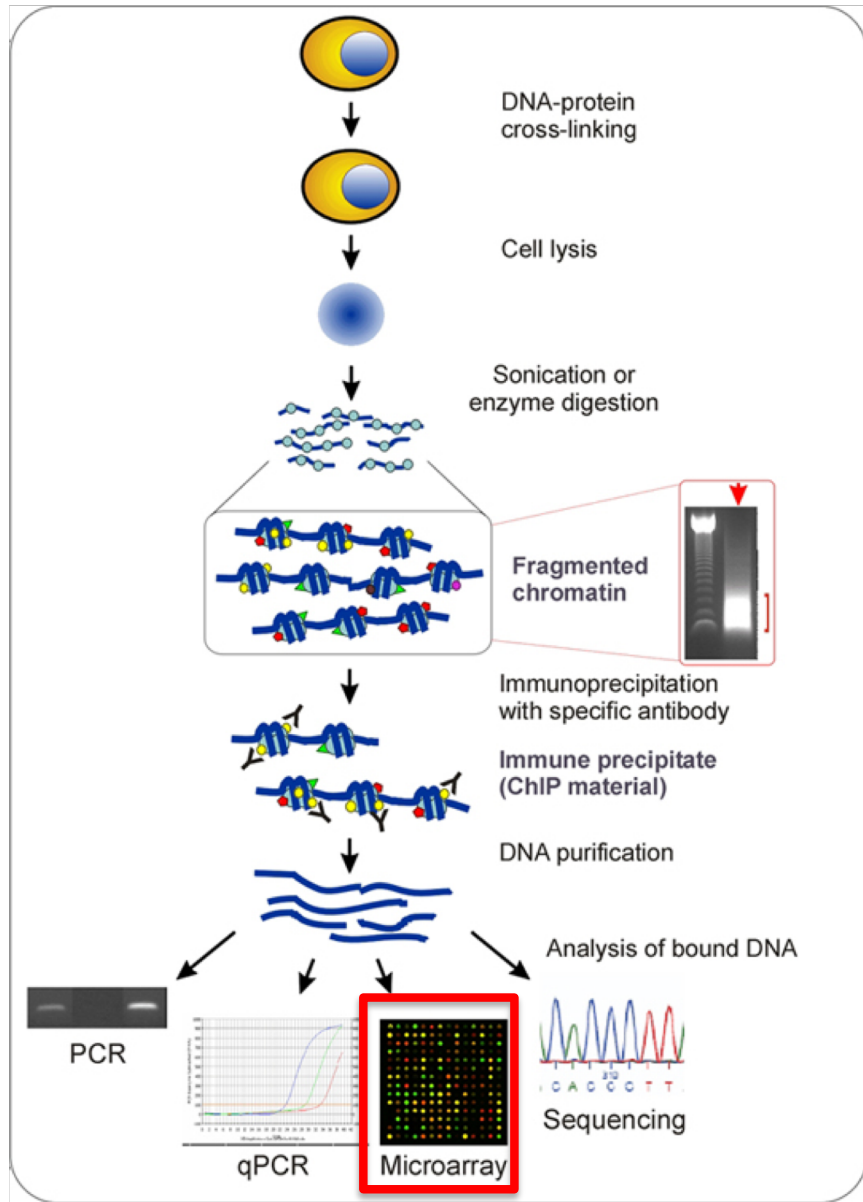 DNA-protein
cross-linking
Cell lysis
Sonication or
enzyme digestion
Fragmented
chromatin
Immunoprecipitation
with specific antibody
Immune precipitate
(ChIP material)
DNA purification
Analysis of bound DNA
PCR
qPCR
Microarray
310
G A C C C T T
Sequencing